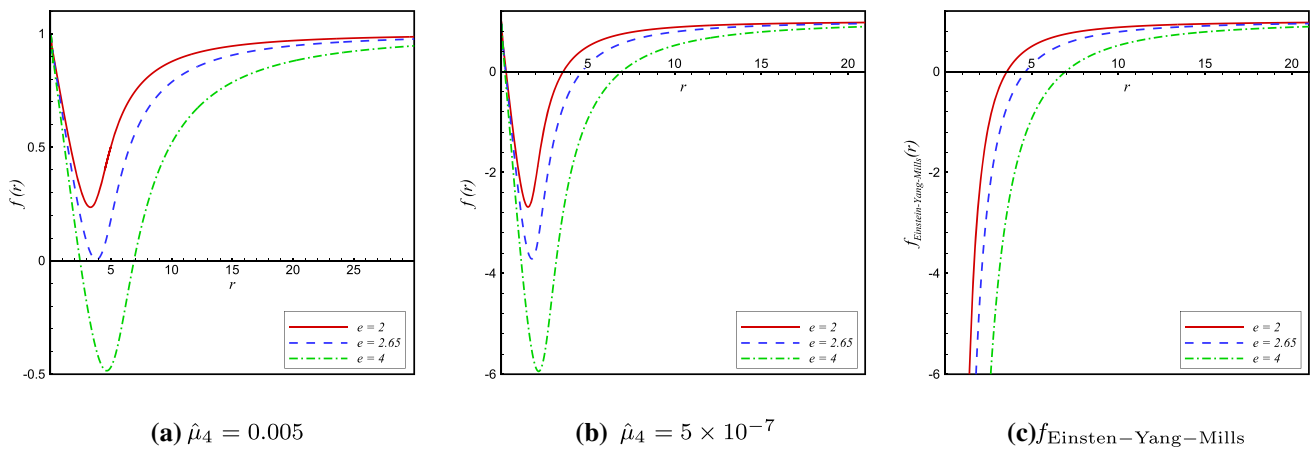 1
0.5
0
-0.5
5
10
15
20
25
r
f (r)
e = 2
e = 2.65
e = 4
(a) μ̂₄ = 0.005
0
-2
-4
-6
5
10
15
20
r
f (r)
e = 2
e = 2.65
e = 4
(b) μ̂₄ = 5 × 10⁻⁷
0
-2
-4
-6
5
10
15
20
r
f_Einstein-Yang-Mills(r)
e = 2
e = 2.65
e = 4
(c) f_Einsten−Yang−Mills